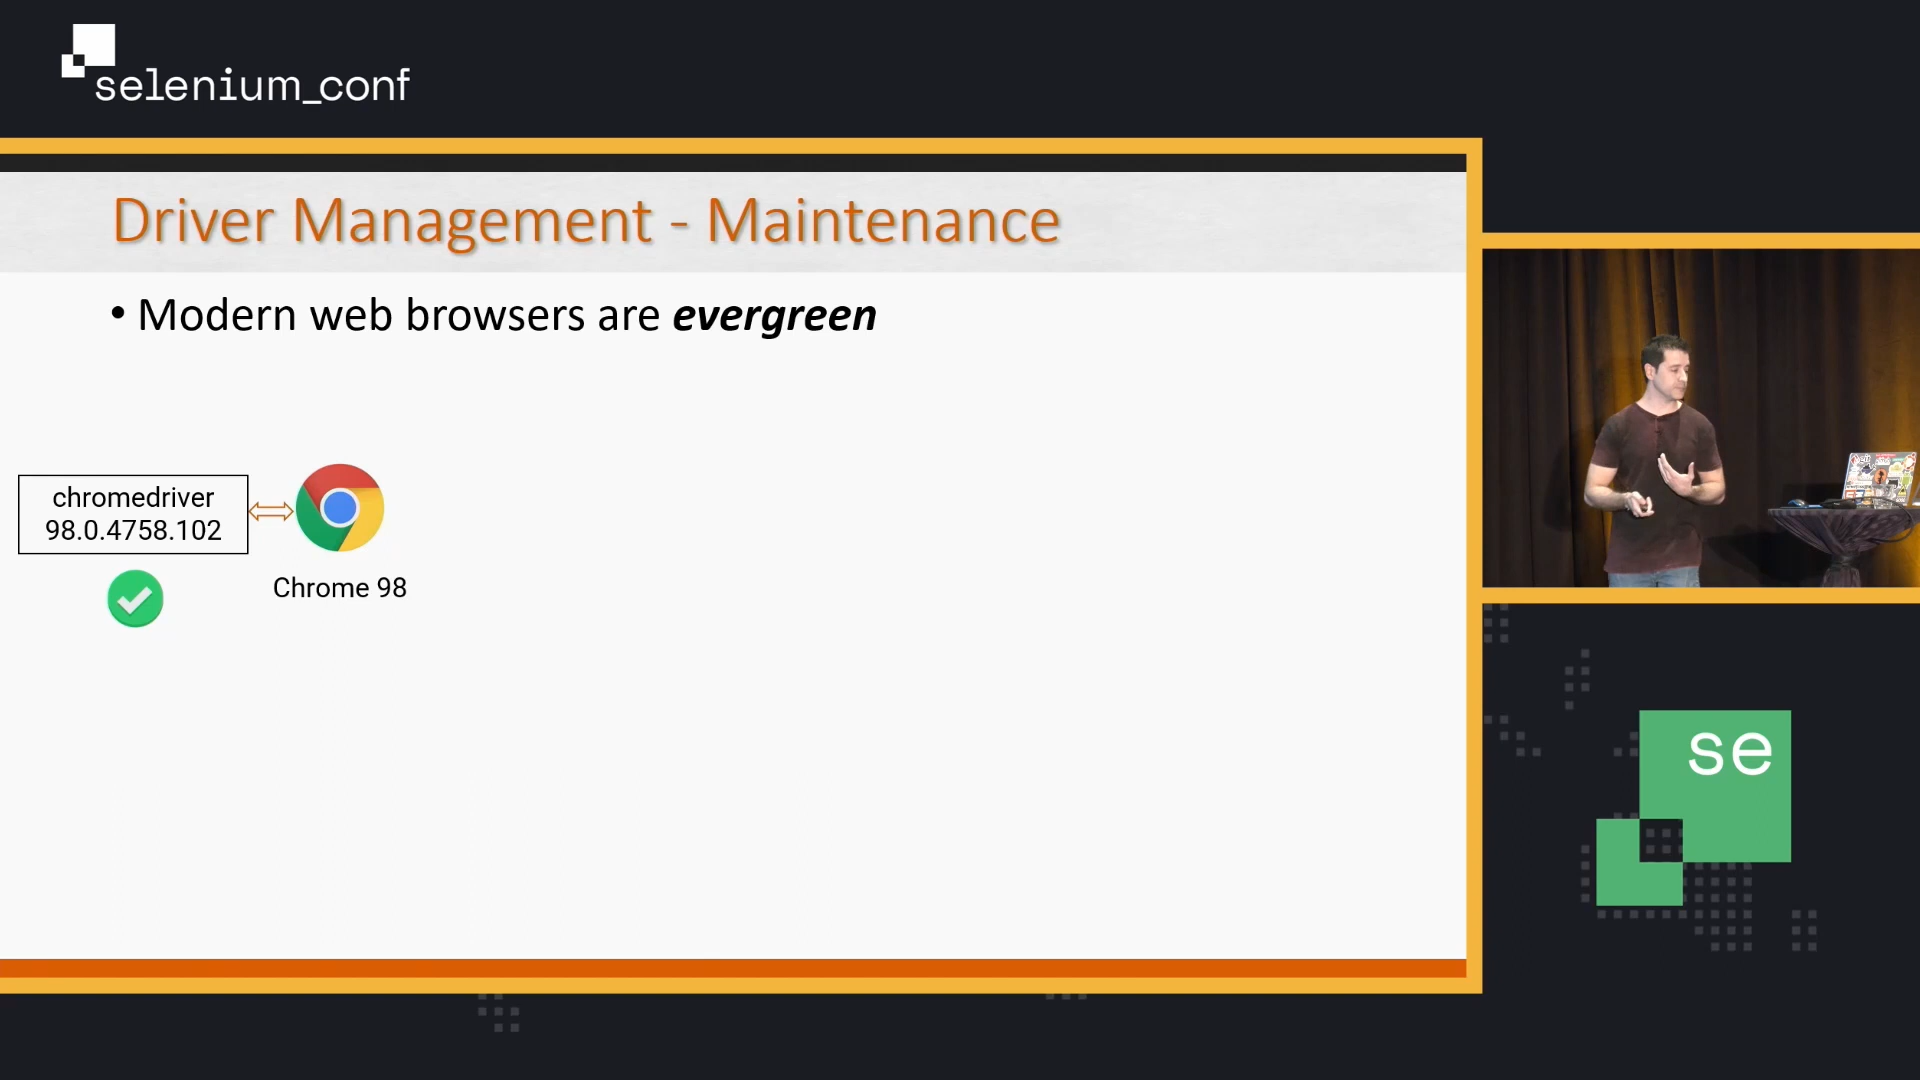 selenium_conf
Driver Management - Maintenance
• Modern web browsers are evergreen
chromedriver
98.0.4758.102
Chrome 98
se